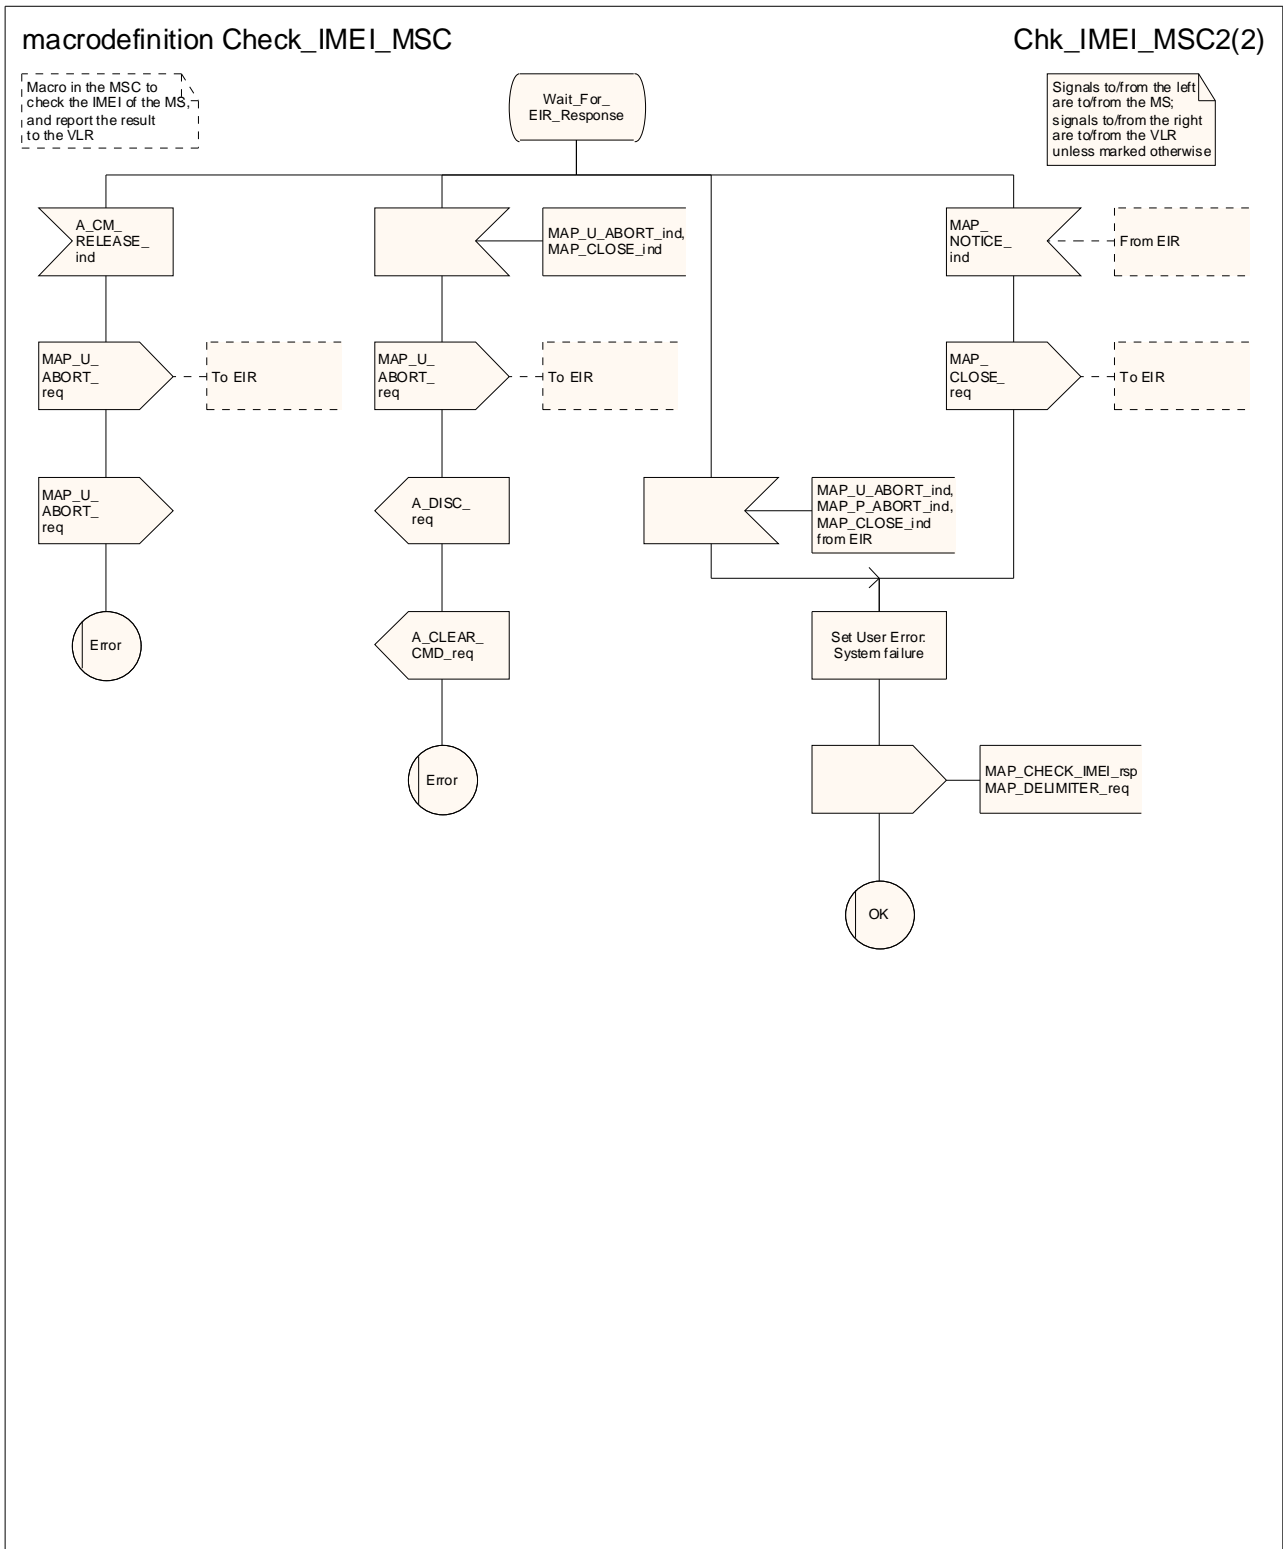 macrodefinition Check_IMEI_MSC
Chk_IMEI_MSC2(2)
Macro in the MSC to
check the IMEI of the MS,
and report the result
to the VLR
Wait_For_
EIR_Response
Signals to/from the left
are to/from the MS;
signals to/from the right
are to/from the VLR
unless marked otherwise
A_CM_
RELEASE_
ind
MAP_U_ABORT_ind,
MAP_CLOSE_ind
MAP_
NOTICE_
ind
From EIR
MAP_U_
ABORT_
req
To EIR
MAP_U_
ABORT_
req
To EIR
MAP_
CLOSE_
req
To EIR
MAP_U_
ABORT_
req
A_DISC_
req
MAP_U_ABORT_ind,
MAP_P_ABORT_ind,
MAP_CLOSE_ind
from EIR
Error
A_CLEAR_
CMD_req
Set User Error:
System failure
Error
MAP_CHECK_IMEI_rsp
MAP_DELIMITER_req
OK